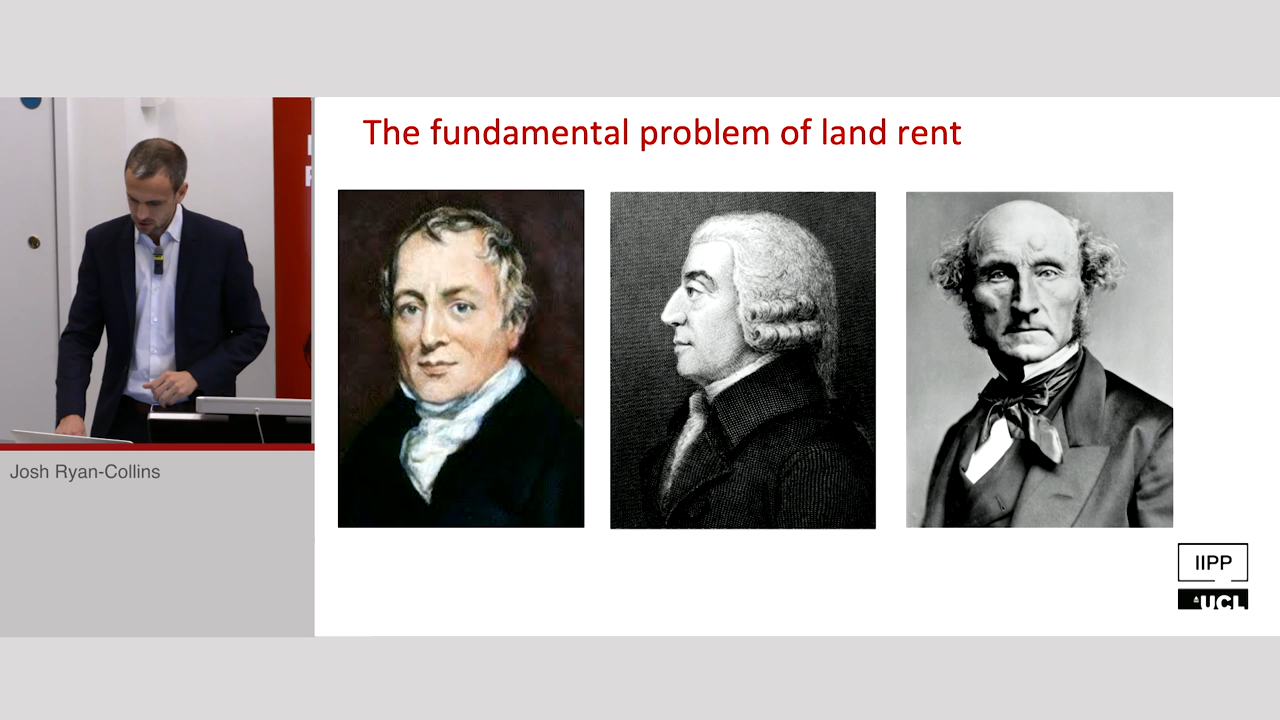 The fundamental problem of land rent
Josh Ryan-Collins
IIPP
UCL